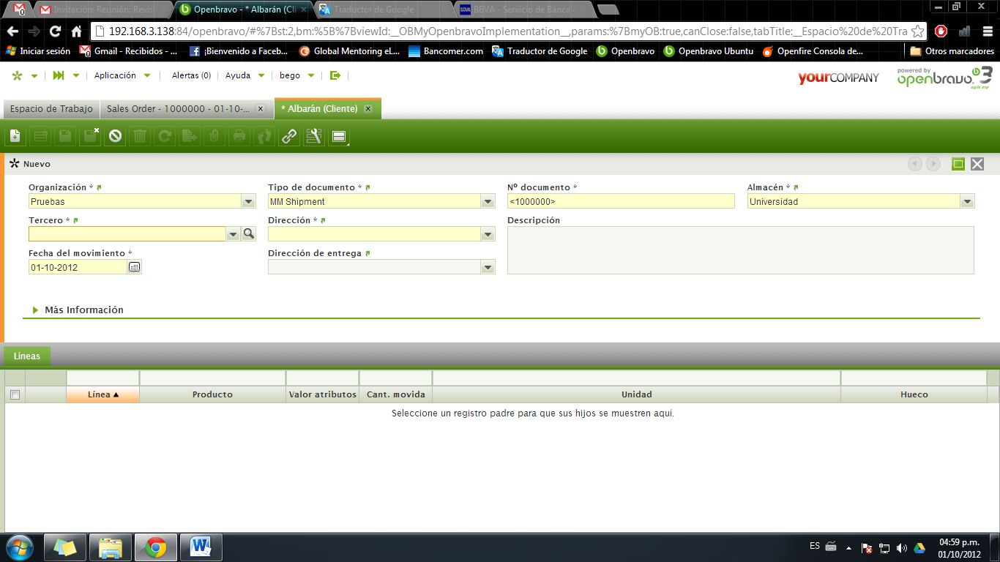 Invitación: Reunión: Revis
Openbravo - * Albarán (Cli
Traductor de Google
BBVA - Servicio de Banca e
192.168.3.138:84/openbravo/#%7Bst:2,bm:%5B%7BviewId:__OBMyOpenbravoImplementation__,params:%7BmyOB:true,canClose:false,tabTitle:__Espacio%20de%20Tra
Iniciar sesión
Gmail - Recibidos - ...
¡Bienvenido a Faceb...
Global Mentoring eL...
Bancomer.com
Traductor de Google
Openbravo
Openbravo Ubuntu
Openfire Consola de...
Otros marcadores
Aplicación
Alertas (0)
Ayuda
bego
yourCOMPANY
powered by
openbravo 3
agile erp
Espacio de Trabajo
Sales Order - 1000000 - 01-10-...
* Albarán (Cliente)
Nuevo
Organización *
Tipo de documento *
Nº documento *
Almacén *
Pruebas
MM Shipment
<1000000>
Universidad
Tercero *
Dirección *
Descripción
Fecha del movimiento *
Dirección de entrega
01-10-2012
Más Información
Lineas
Línea
Producto
Valor atributos
Cant. movida
Unidad
Hueco
Seleccione un registro padre para que sus hijos se muestren aqui.
ES
04:59 p.m.
01/10/2012